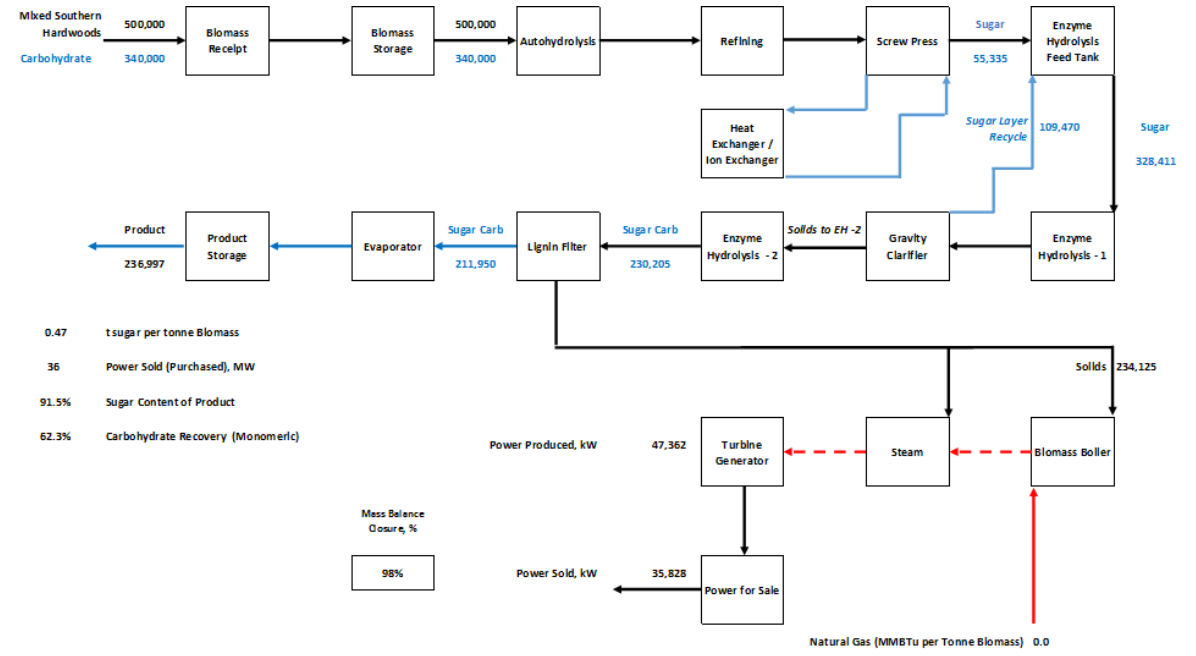 Mixed Southern
Hardwoods
500,000
Carbohydrate
340,000
Biomass
Receipt
Biomass
Storage
500,000
340,000
Autohydrolysis
Refining
Screw Press
Sugar
55,335
Enzyme
Hydrolysis
Feed Tank
Heat
Exchanger /
Ion Exchanger
Sugar Layer
Recycle
109,470
Sugar
328,411
Product
236,997
Product
Storage
Evaporator
Sugar Carb
211,950
Lignin Filter
Sugar Carb
230,205
Enzyme
Hydrolysis - 2
Solids to EH -2
Gravity
Clarifier
Enzyme
Hydrolysis - 1
0.47 t sugar per tonne Biomass
36 Power Sold (Purchased), MW
91.5% Sugar Content of Product
62.3% Carbohydrate Recovery (Monomeric)
Solids 234,125
Power Produced, kW 47,362
Turbine
Generator
Steam
Biomass Boiler
Mass Balance
Closure, %
98%
Power Sold, kW 35,828
Power for Sale
Natural Gas (MMBTu per Tonne Biomass) 0.0